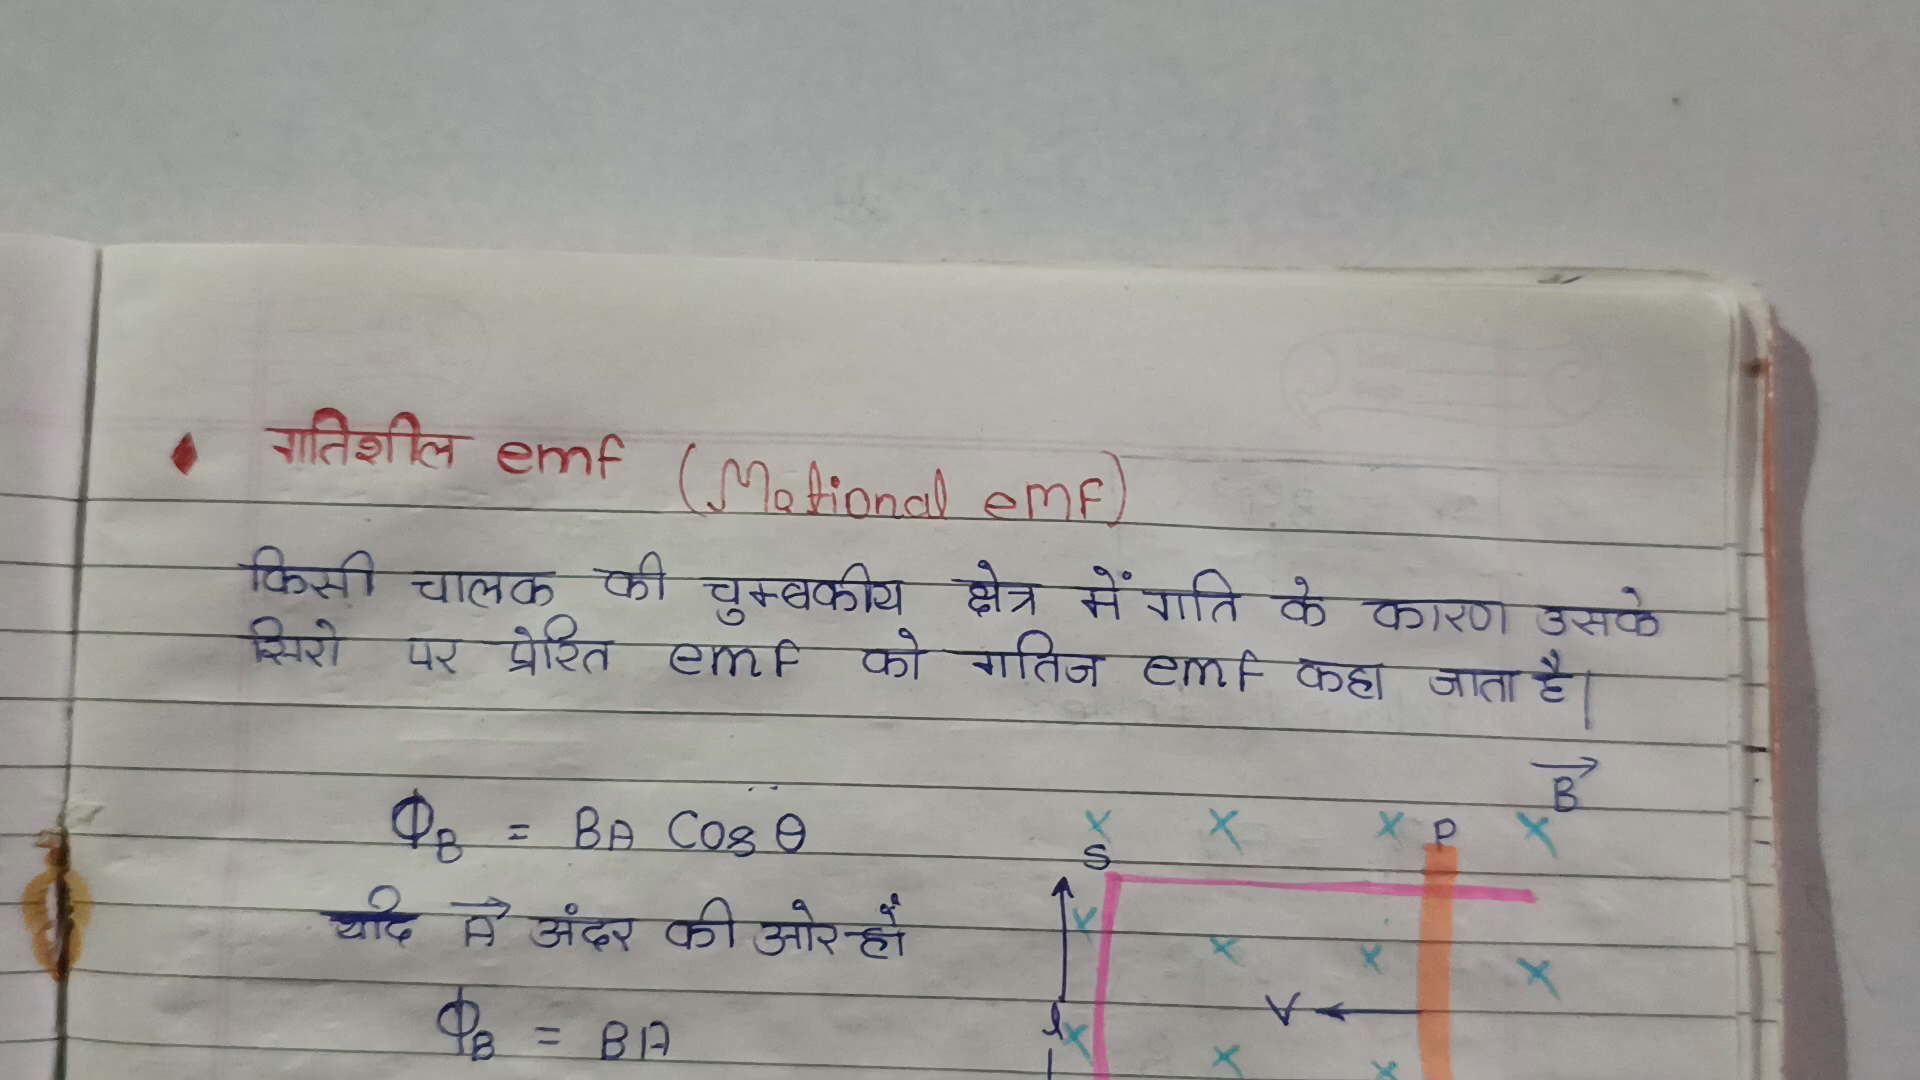 गतिशील emf (Motional emf)
किसी चालक की चुम्बकीय क्षेत्र में गति के कारण उसके
सिरो पर प्रेरित emf को गतिज emf कहा जाता है|
B
ΦB = BA Cos θ
x x x P x
S
यदि A अंदर की ओर हो
x x x x
ΦB = BA
V
l x x x